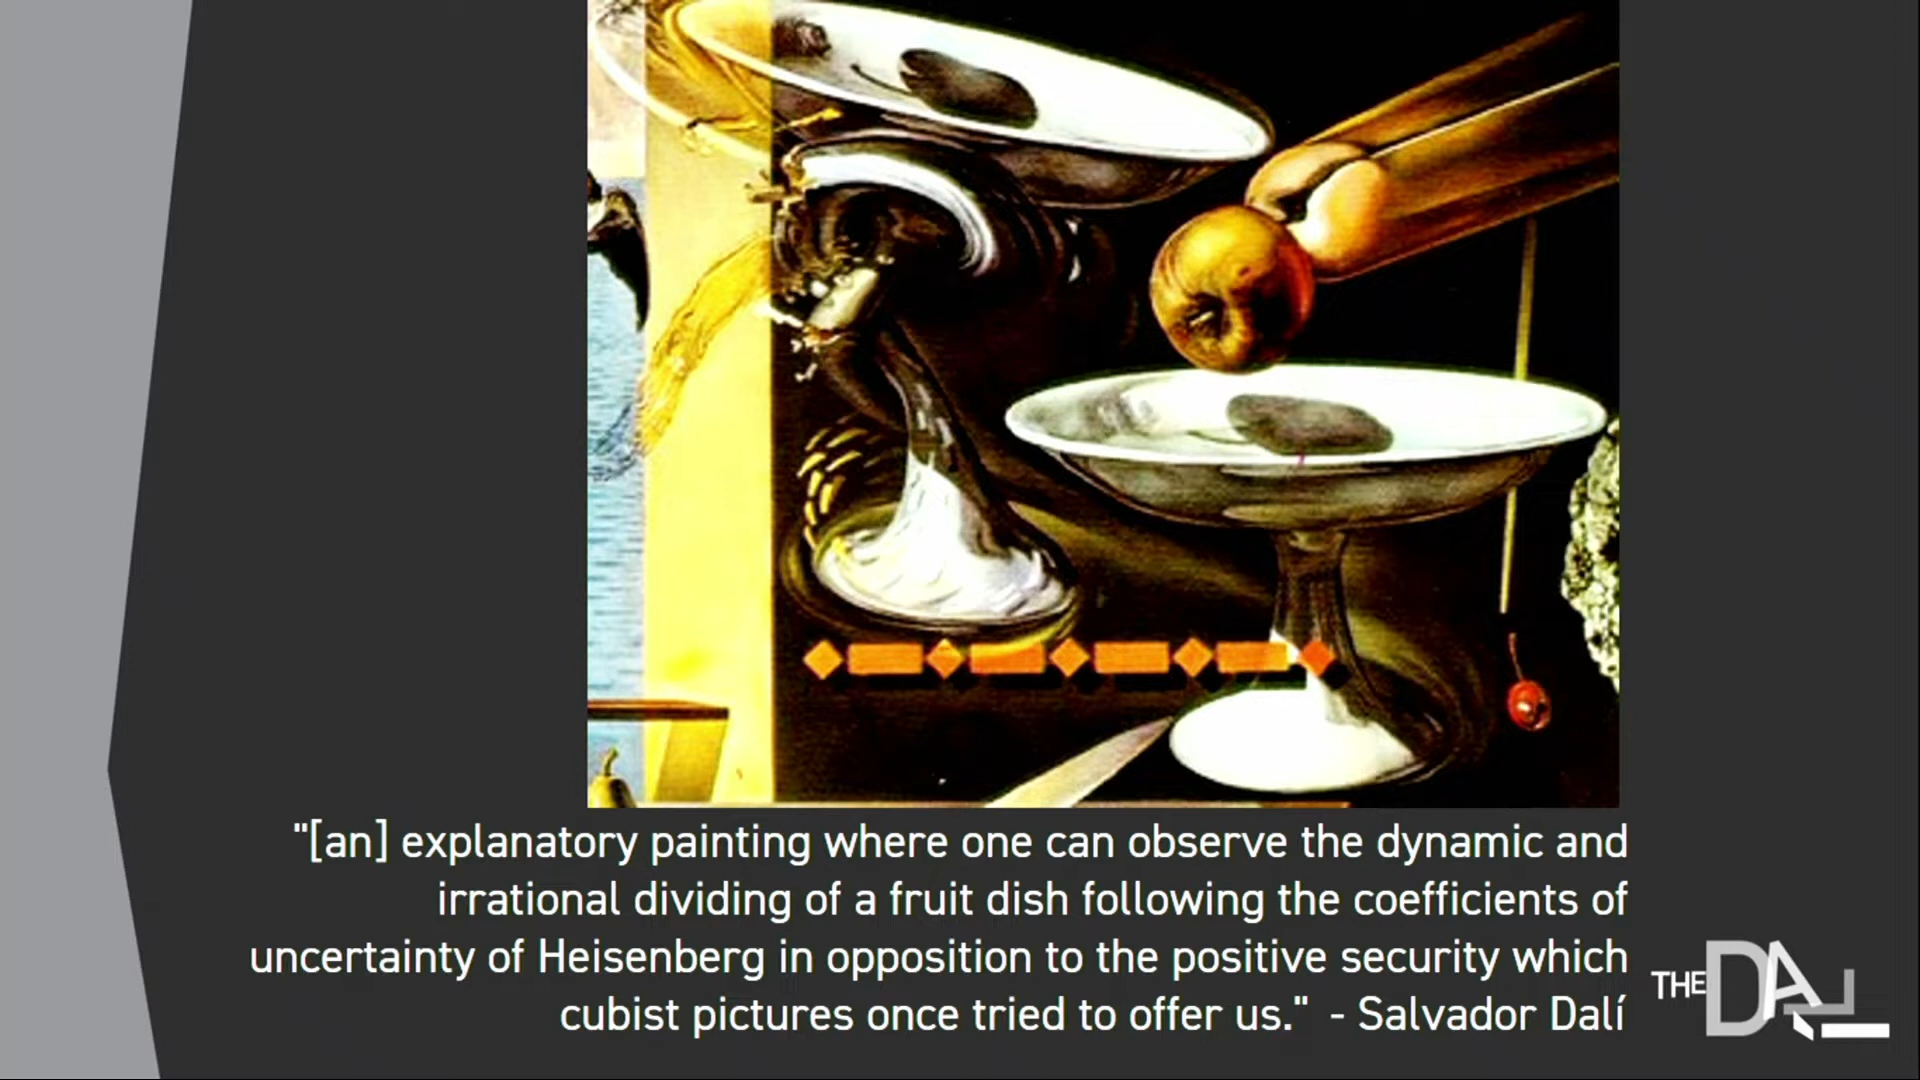 "[an] explanatory painting where one can observe the dynamic and
irrational dividing of a fruit dish following the coefficients of
uncertainty of Heisenberg in opposition to the positive security which
cubist pictures once tried to offer us." - Salvador Dalí
THE DALÍ